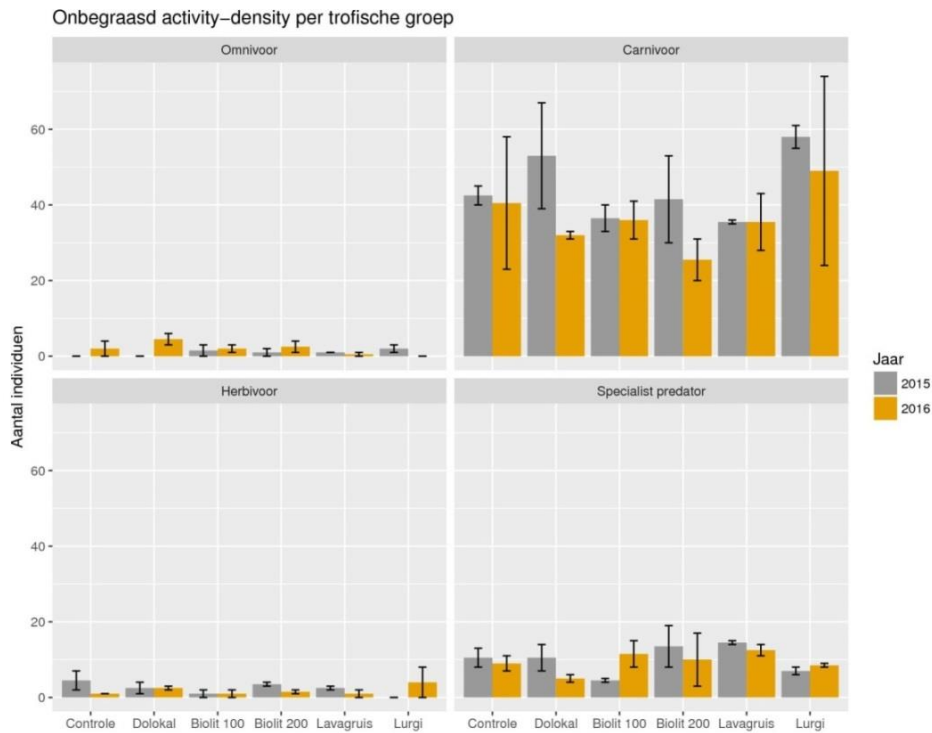 Onbegraasd activity−density per trofische groep
Omnivoor
Carnivoor
60
40
20
0
Herbivoor
Specialist predator
60
40
20
0
Aantal individuen
Controle Dolokal Biolit 100 Biolit 200 Lavagruis Lurgi
Controle Dolokal Biolit 100 Biolit 200 Lavagruis Lurgi
Jaar
2015
2016